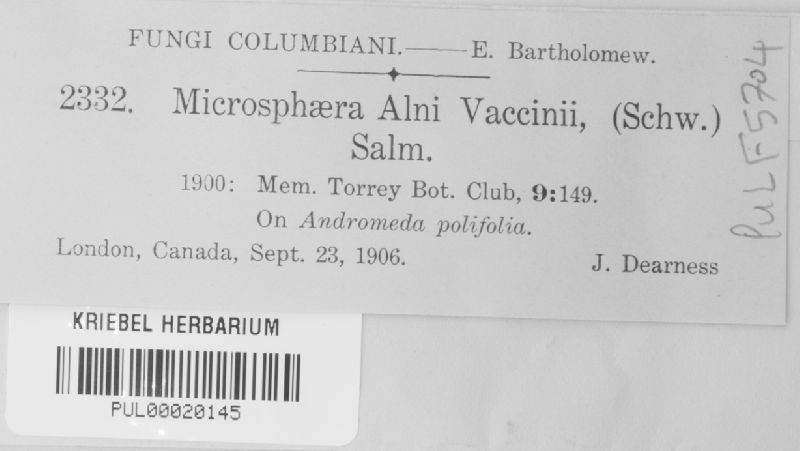 FUNGI COLUMBIANI.——E. Bartholomew.
2332. Microsphæra Alni Vaccinii, (Schw.)
Salm.
1900: Mem. Torrey Bot. Club, 9:149.
On Andromeda polifolia.
London, Canada, Sept. 23, 1906. J. Dearness
PUL F5704
KRIEBEL HERBARIUM
PUL00020145